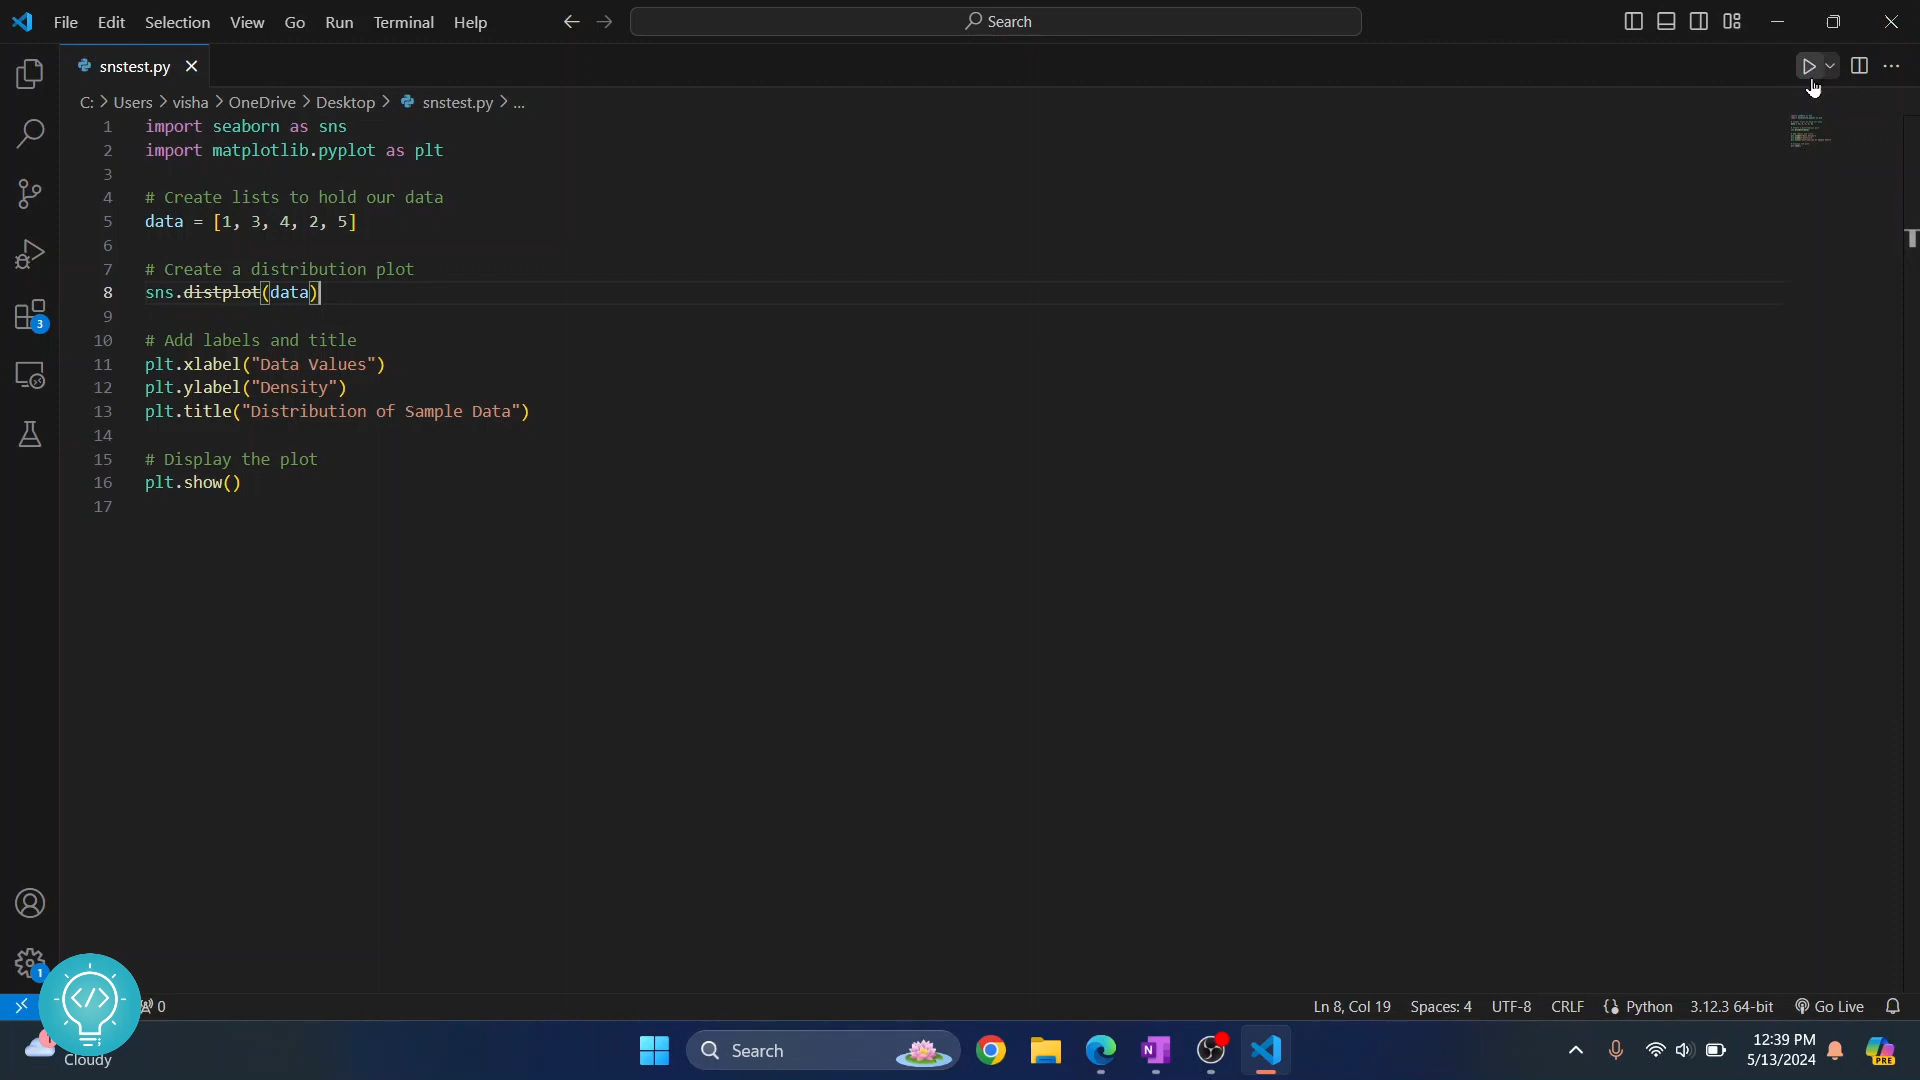 File Edit Selection View Go Run Terminal Help Search
snstest.py
C: > Users > visha > OneDrive > Desktop > snstest.py > ...
1 import seaborn as sns
2 import matplotlib.pyplot as plt
3
4 # Create lists to hold our data
5 data = [1, 3, 4, 2, 5]
6
7 # Create a distribution plot
8 sns.distplot(data)
9
10 # Add labels and title
11 plt.xlabel("Data Values")
12 plt.ylabel("Density")
13 plt.title("Distribution of Sample Data")
14
15 # Display the plot
16 plt.show()
17
3
1
</>
0 Ln 8, Col 19 Spaces: 4 UTF-8 CRLF Python 3.12.3 64-bit Go Live
Cloudy
Search
N
12:39 PM
5/13/2024
PRE